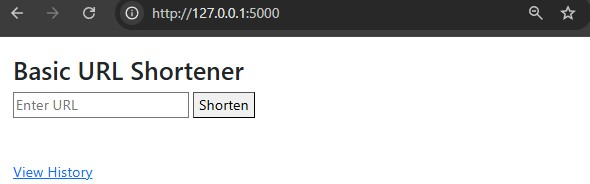 http://127.0.0.1:5000
Basic URL Shortener
Enter URL Shorten
View History